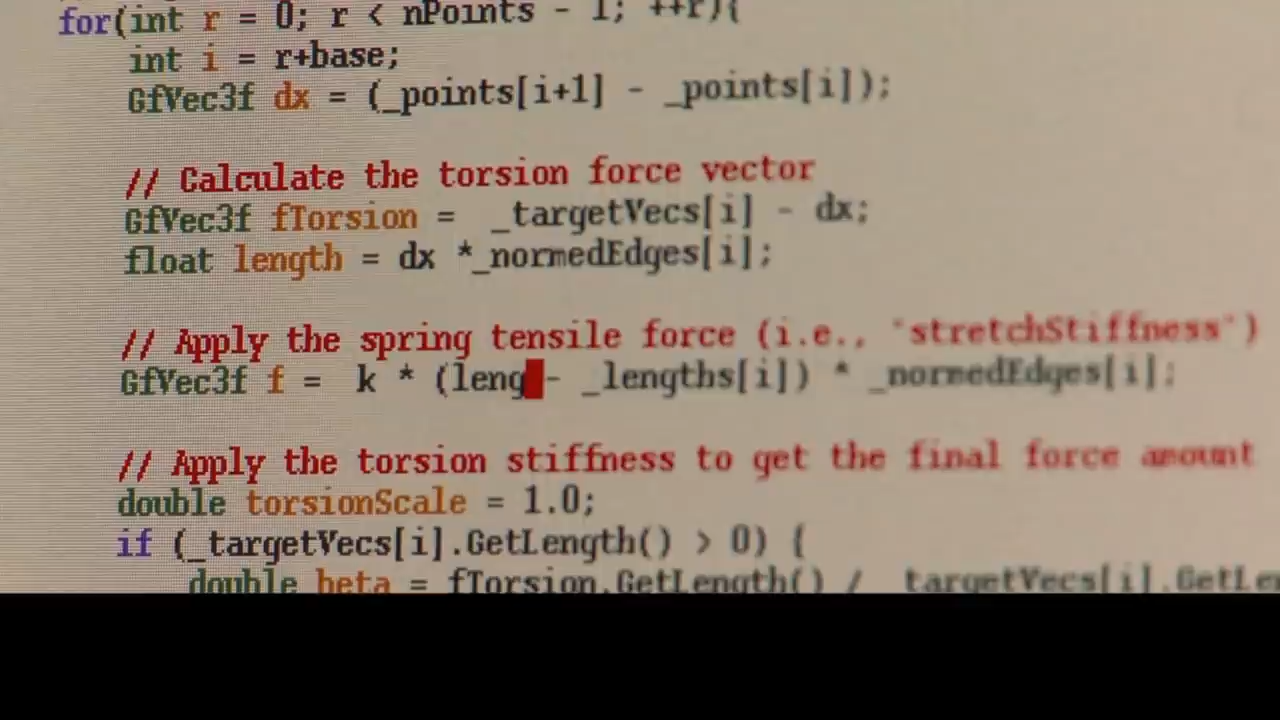 for(int r = 0; r < nPoints - 1; ++r){
int i = r+base;
GfVec3f dx = (_points[i+1] - _points[i]);
// Calculate the torsion force vector
GfVec3f fTorsion = _targetVecs[i] - dx;
float length = dx *_normedEdges[i];
// Apply the spring tensile force (i.e., 'stretchStiffness')
GfVec3f f = k * (leng - _lengths[i]) * _normedEdges[i];
// Apply the torsion stiffness to get the final force amount
double torsionScale = 1.0;
if (_targetVecs[i].GetLength() > 0) {
double beta = fTorsion.GetLength() / _targetVecs[i].GetLe